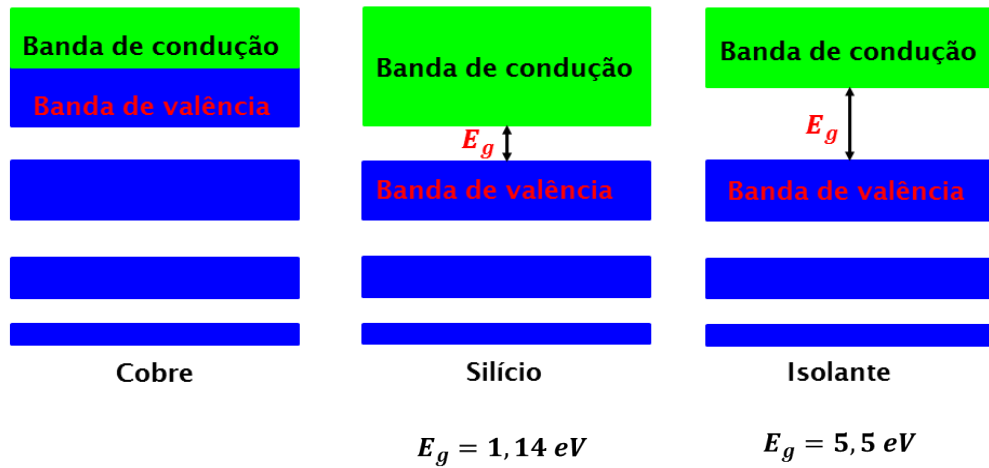 Banda de condução
Banda de valência
Cobre
Banda de condução
E_g
Banda de valência
Silício
E_g = 1,14 eV
Banda de condução
E_g
Banda de valência
Isolante
E_g = 5,5 eV